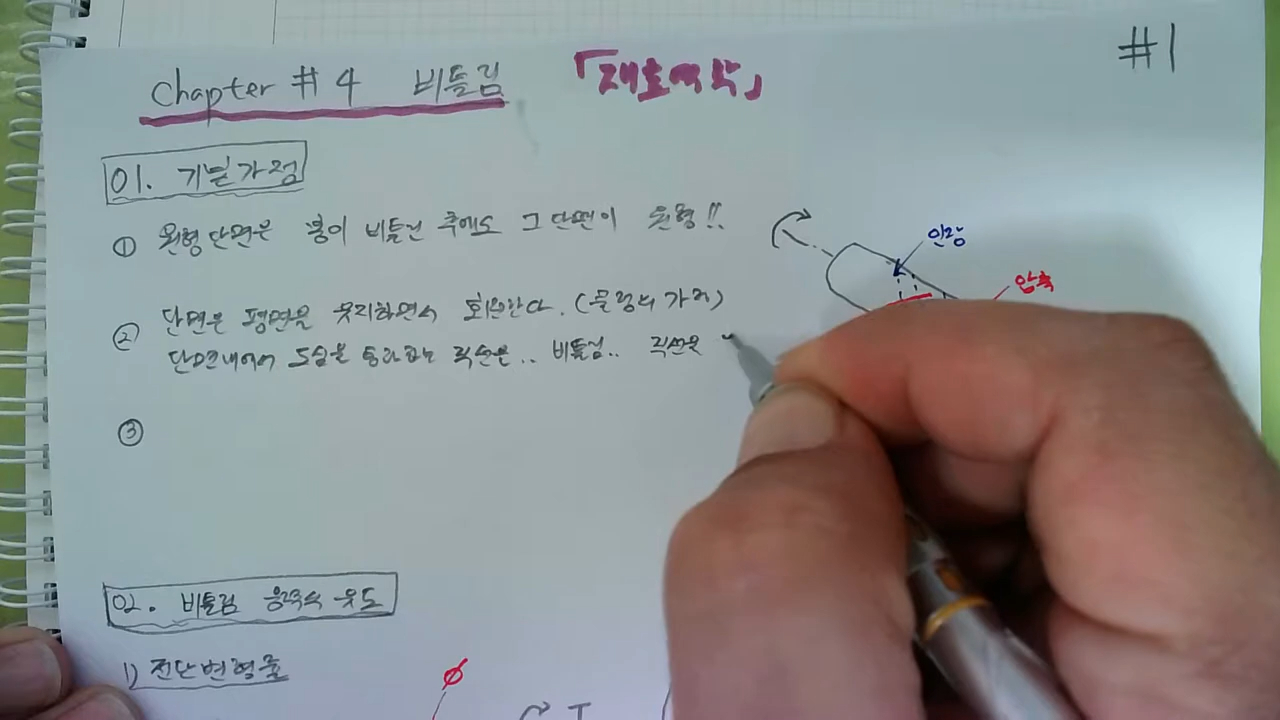 #1
Chapter #4 비틀림 「재료역학」
01. 기본가정
① 원형단면은 봉이 비틀린 후에도 그 단면이 원형!!
인장
압축
② 단면은 평면을 유지하면서 회전한다. (쿨롱의 가정)
단면내에서 도심을 통과하는 직선은.. 비틀림.. 직선을
③
02. 비틀림 응력의 유도
1) 전단변형률
φ
T